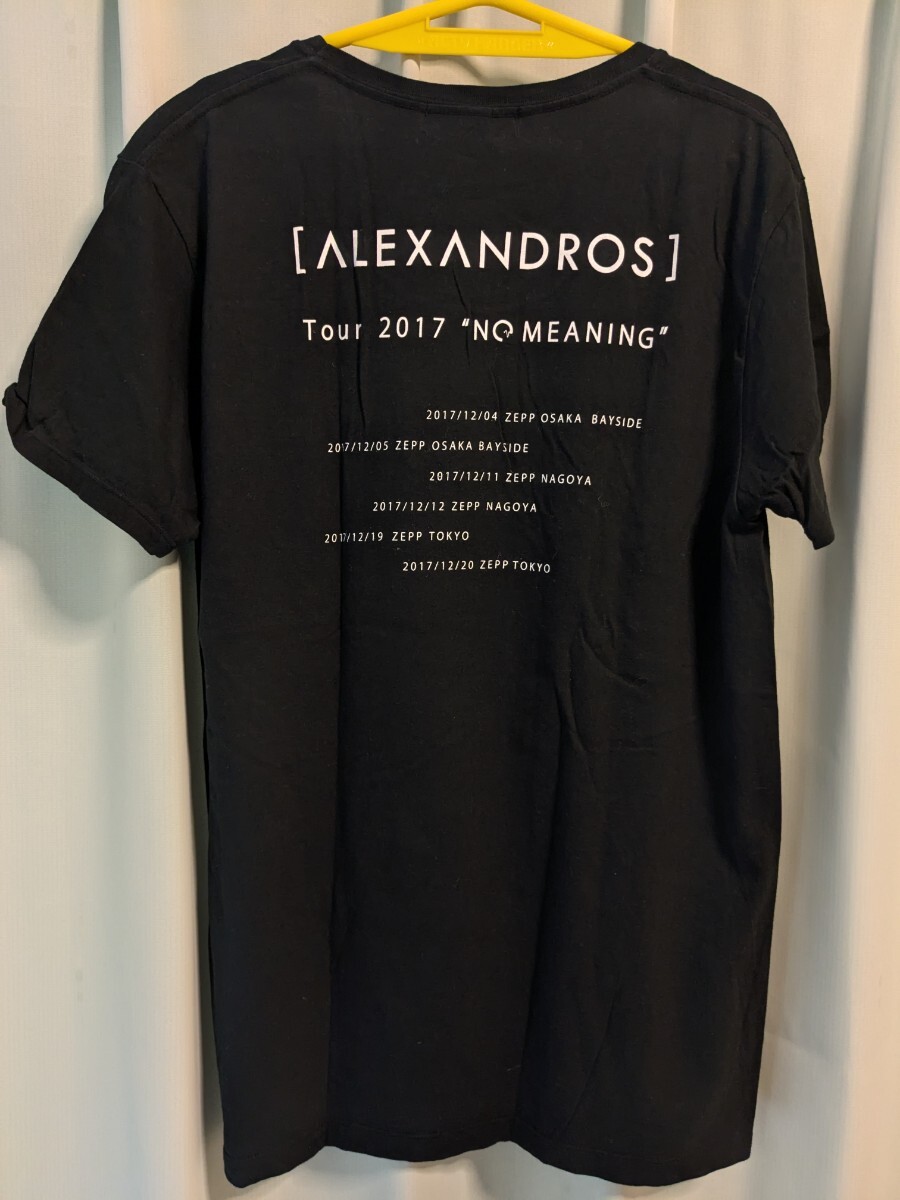 [ALEXANDROS]
Tour 2017 "NO MEANING"
2017/12/04 ZEPP OSAKA BAYSIDE
2017/12/05 ZEPP OSAKA BAYSIDE
2017/12/11 ZEPP NAGOYA
2017/12/12 ZEPP NAGOYA
2017/12/19 ZEPP TOKYO
2017/12/20 ZEPP TOKYO